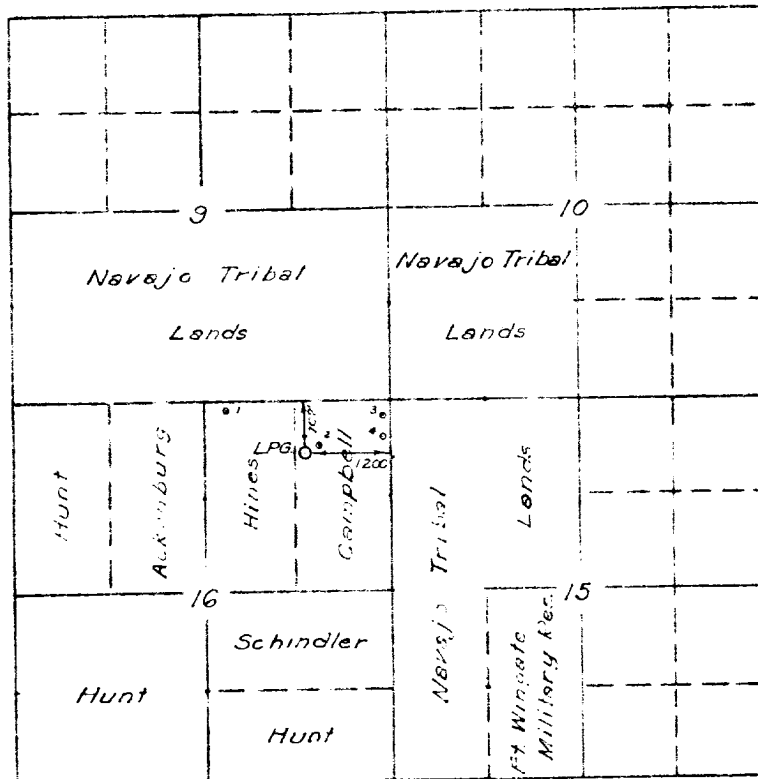 9
10
Navajo Tribal
Lands
Navajo Tribal
Lands
1
2
3
4
LPG
1200
Hunt
Hines
Campbell
Navajo Tribal
Lands
16
15
Schindler
Hunt
Hunt
Ft. Wingate
Military Res.